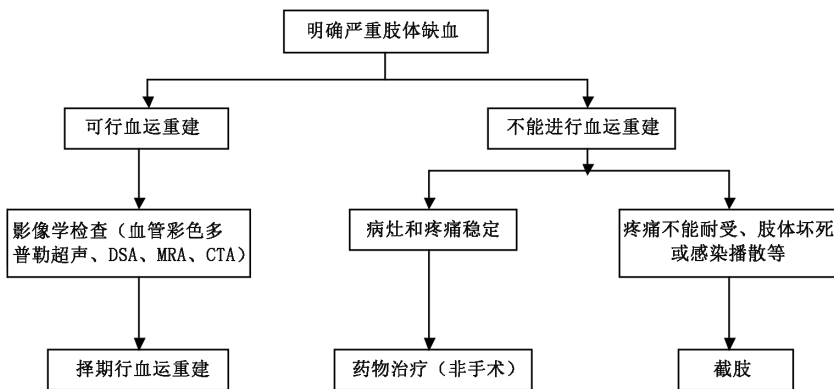 明确严重肢体缺血
可行血运重建
不能进行血运重建
影像学检查（血管彩色多
普勒超声、DSA、MRA、CTA）
病灶和疼痛稳定
疼痛不能耐受、肢体坏死
或感染播散等
择期行血运重建
药物治疗（非手术）
截肢